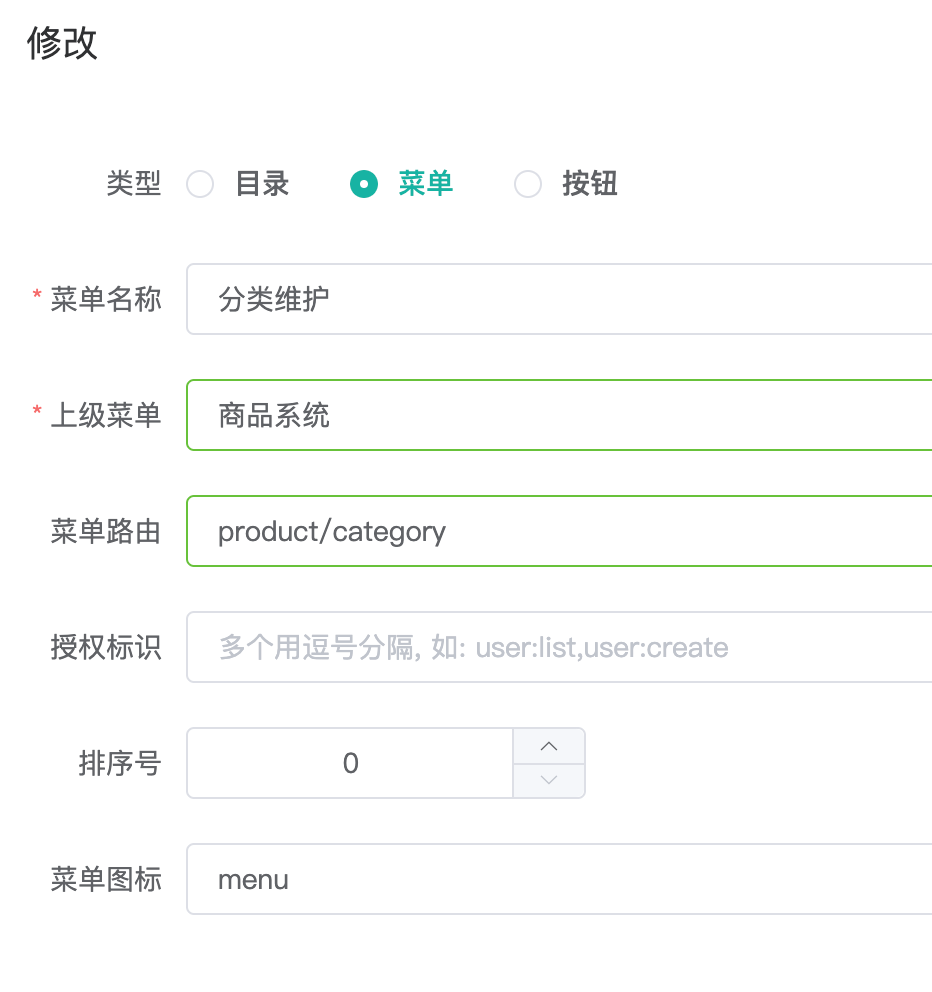 修改
类型 目录 菜单 按钮
* 菜单名称 分类维护
* 上级菜单 商品系统
菜单路由 product/category
授权标识 多个用逗号分隔, 如: user:list,user:create
排序号 0
菜单图标 menu